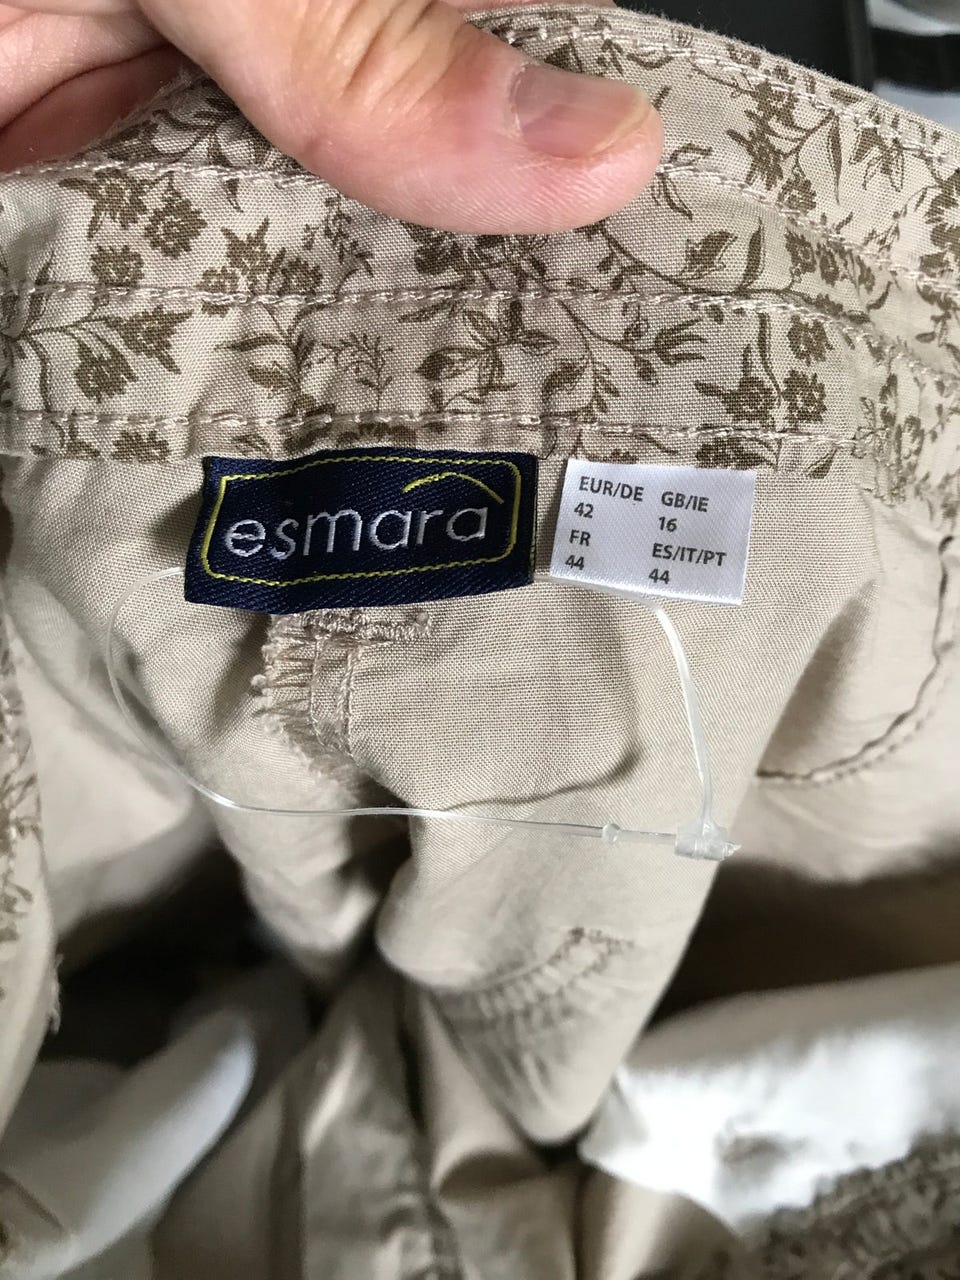 esmara
EUR/DE GB/IE
42 16
FR ES/IT/PT
44 44